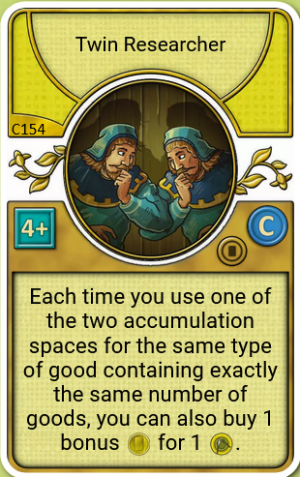 Twin Researcher
C154
4+
C
Each time you use one of
the two accumulation
spaces for the same type
of good containing exactly
the same number of
goods, you can also buy 1
bonus for 1 .